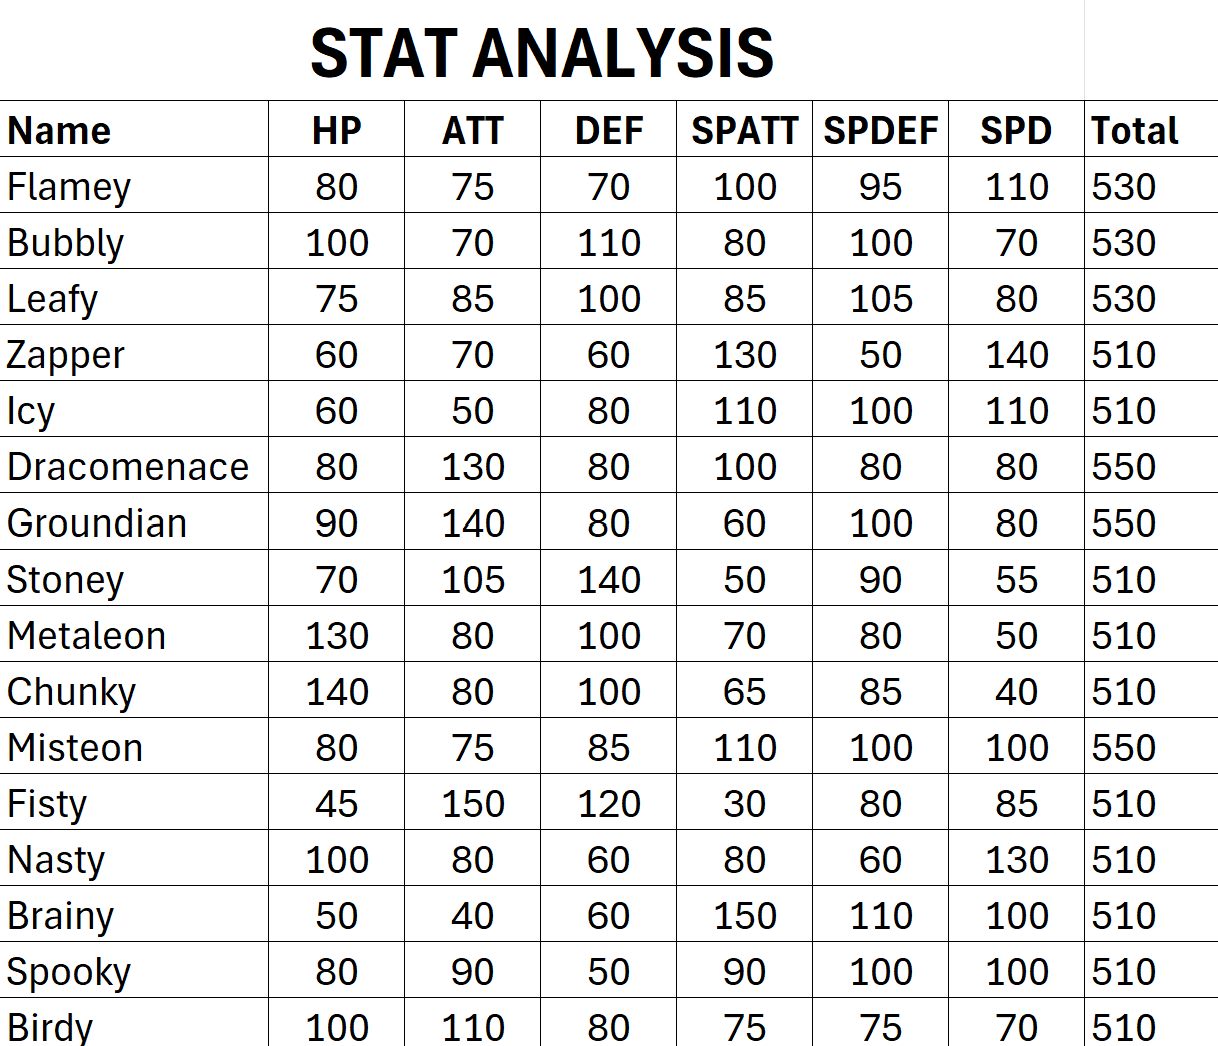 STAT ANALYSIS
Name HP ATT DEF SPATT SPDEF SPD Total
Flamey 80 75 70 100 95 110 530
Bubbly 100 70 110 80 100 70 530
Leafy 75 85 100 85 105 80 530
Zapper 60 70 60 130 50 140 510
Icy 60 50 80 110 100 110 510
Dracomenace 80 130 80 100 80 80 550
Groundian 90 140 80 60 100 80 550
Stoney 70 105 140 50 90 55 510
Metaleon 130 80 100 70 80 50 510
Chunky 140 80 100 65 85 40 510
Misteon 80 75 85 110 100 100 550
Fisty 45 150 120 30 80 85 510
Nasty 100 80 60 80 60 130 510
Brainy 50 40 60 150 110 100 510
Spooky 80 90 50 90 100 100 510
Birdy 100 110 80 75 75 70 510